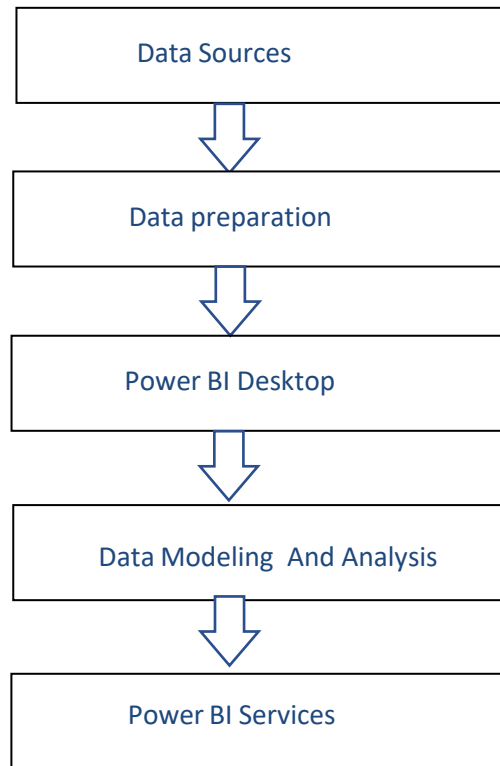 Data Sources
Data preparation
Power BI Desktop
Data Modeling  And Analysis
Power BI Services